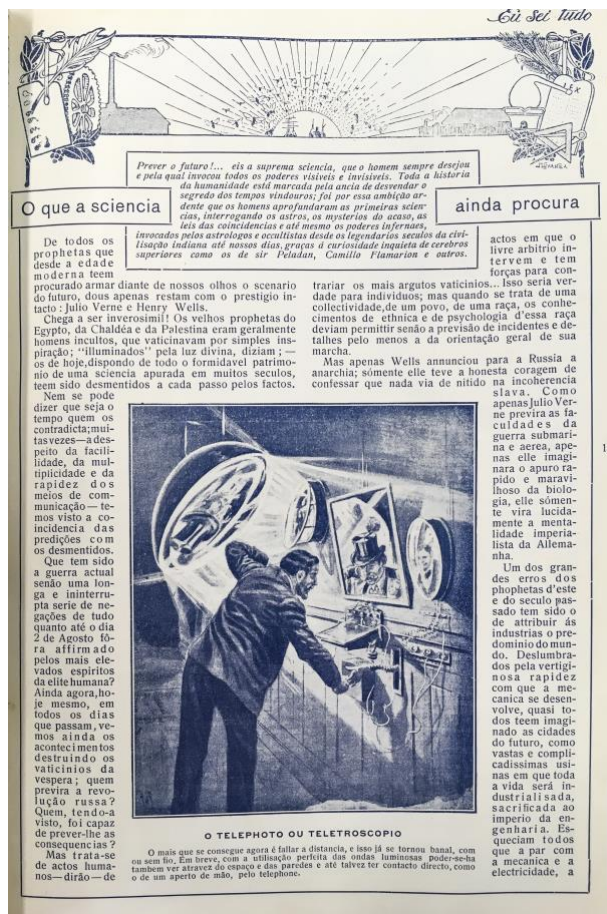 Eu Sei Tudo
Prever o futuro!... eis a suprema sciencia, que o homem sempre desejou
e pela qual invocou todos os poderes visiveis e invisiveis. Toda a historia
da humanidade está marcada pela ancia de desvendar o
segredo dos tempos vindouros; foi por essa ambição ar-
dente que os homens aprofundaram as primeiras scien-
cias, interrogando os astros, os mysterios do acaso, as
leis das coincidencias e até mesmo os poderes infernaes,
invocados pelos astrologos e occultistas desde os legendarios seculos da civi-
lisação indiana até nossos dias, graças á curiosidade inquieta de cerebros
superiores como os de sir Peladan, Camillo Flamarion e outros.
O que a sciencia
ainda procura
De todos os
prophetas que
desde a edade
moderna teem
procurado armar diante de nossos olhos o scenario
do futuro, dous apenas restam com o prestigio in-
tacto: Julio Verne e Henry Wells.
Chega a ser inverosimil! Os velhos prophetas do
Egypto, da Chaldéa e da Palestina eram geralmente
homens incultos, que vaticinavam por simples ins-
piração; "illuminados" pela luz divina, diziam; —
os de hoje,dispondo de todo o formidavel patrimo-
nio de uma sciencia apurada em muitos seculos,
teem sido desmentidos a cada passo pelos factos.
Nem se pode
dizer que seja o
tempo quem os
contradicta;mui-
tas vezes—a des-
peito da facili-
lidade, da mul-
tiplicidade e da
rapidez dos
meios de com-
municação — te-
mos visto a co-
incidencia das
predições com
os desmentidos.
Que tem sido
a guerra actual
senão uma lon-
ga e ininterru-
pta serie de ne-
gações de tudo
quanto até o dia
2 de Agosto fô-
ra affirmado
pelos mais ele-
vados espiritos
da elite humana?
Ainda agora,ho-
je mesmo, em
todos os dias
que passam, ve-
mos ainda os
acontecimentos
destruindo os
vaticinios da
vespera; quem
previra a revo-
lução russa?
Quem, tendo-a
visto, foi capaz
de prever-lhe as
consequencias?
Mas trata-se
de actos huma-
nos—dirão—de
actos em que o
livre arbitrio in-
tervem e tem
forças para con-
trariar os mais argutos vaticinios... Isso seria ver-
dade para individuos; mas quando se trata de uma
collectividade,de um povo, de uma raça, os conhe-
cimentos de ethnica e de psychologia d'essa raça
deviam permittir senão a previsão de incidentes e de-
talhes pelo menos a da orientação geral de sua
marcha.
Mas apenas Wells annunciou para a Russia a
anarchia; sómente elle teve a honesta coragem de
confessar que nada via de nitido na incoherencia
slava. Como
apenas Julio Ver-
ne previra as fa-
culdades da
guerra submari-
na e aerea, ape-
nas elle imagi-
nara o apuro ra-
pido e maravi-
lhoso da biolo-
gia, elle sómen-
te vira lucida-
mente a menta-
lidade imperia-
lista da Allema-
nha.
Um dos gran-
des erros dos
phophetas d'este
e do seculo pas-
sado tem sido o
de attribuir ás
industrias o pre-
dominio do mun-
do. Deslumbra-
dos pela vertigi-
nosa rapidez
com que a me-
canica se desen-
volve, quasi to-
dos teem imagi-
nado as cidades
do futuro, como
vastas e compli-
cadissimas usi-
nas em que toda
a vida será in-
dustrialisada,
sacrificada ao
imperio da en-
genharia. Es-
queciam todos
que a par com
a mecanica e a
electricidade, a
O TELEPHOTO OU TELETROSCOPIO
O mais que se consegue agora é fallar a distancia, e isso já se tornou banal, com
ou sem fio. Em breve, com a utilisação perfeita das ondas luminosas poder-se-ha
tambem ver atravez do espaço e das paredes e até talvez ter contacto directo, como
o de um aperto de mão, pelo telephone.
1